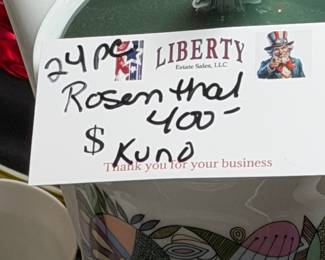 24 pc LIBERTY
Estate Sales, LLC
Rosenthal
$ 400-
Kuno
Thank you for your business